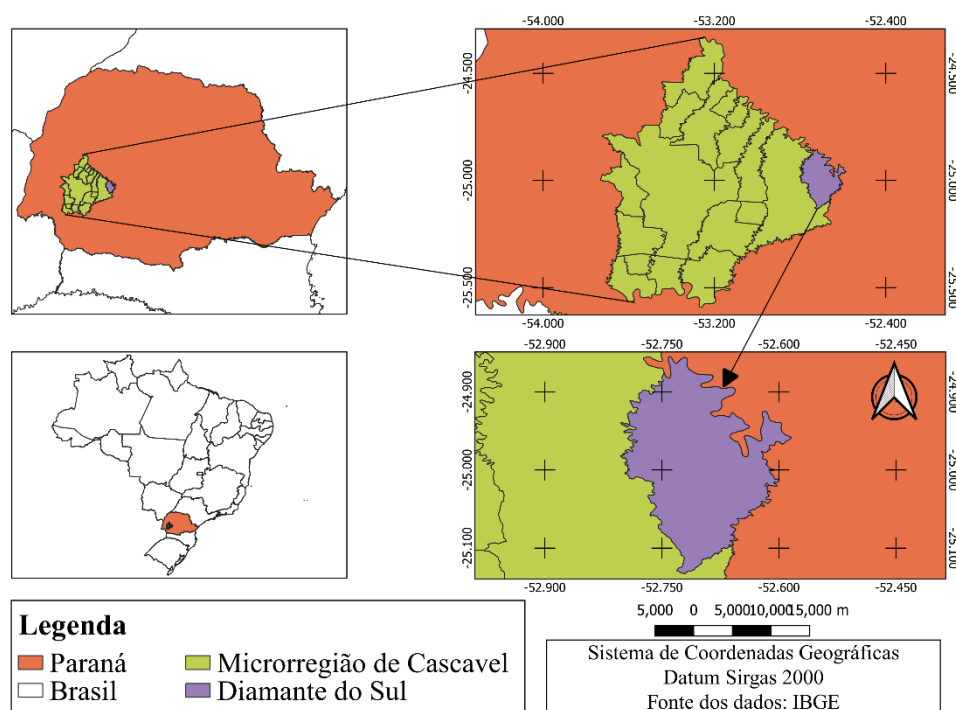 -54.000 -53.200 -52.400
-24.500 -24.500
-25.000 -25.000
-25.500 -25.500
-54.000 -53.200 -52.400
-52.900 -52.750 -52.600 -52.450
-24.900 -24.900
-25.000 -25.000
-25.100 -25.100
-52.900 -52.750 -52.600 -52.450
5,000 0 5,000 10,000 15,000 m
Legenda
Paraná
Brasil
Microrregião de Cascavel
Diamante do Sul
Sistema de Coordenadas Geográficas
Datum Sirgas 2000
Fonte dos dados: IBGE